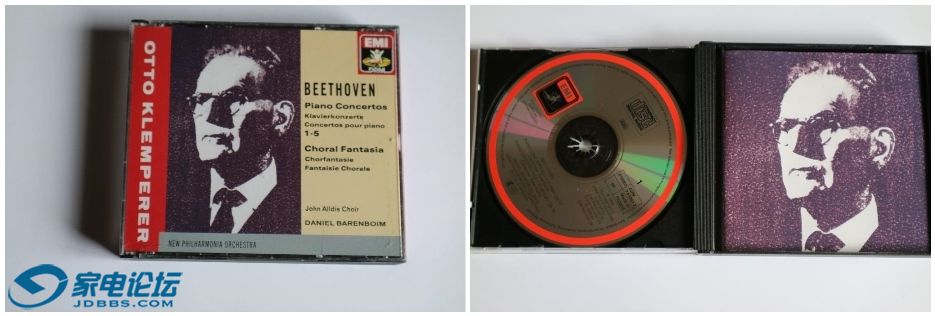 OTTO KLEMPERER
EMI
BEETHOVEN
Piano Concertos
Klavierkonzerte
Concertos pour piano
1-5
Choral Fantasia
Chorfantasie
Fantaisie Chorale
John Alldis Choir
DANIEL BARENBOIM
NEW PHILHARMONIA ORCHESTRA
家电论坛
JDBBS.COM
1